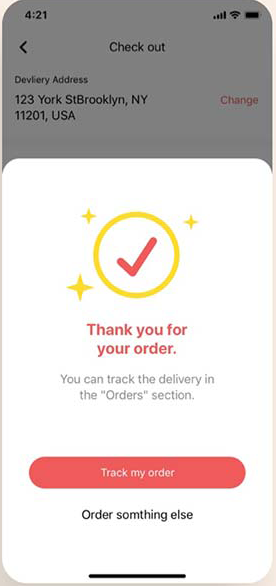 4:21
Check out
Devliery Address
123 York StBrooklyn, NY
Change
11201, USA
Thank you for
your order.
You can track the delivery in
the "Orders" section.
Track my order
Order somthing else